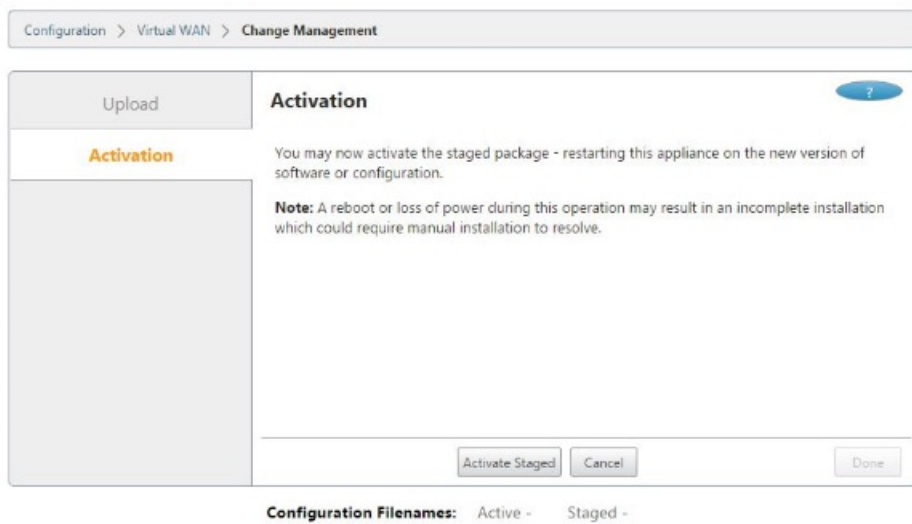 Configuration > Virtual WAN > Change Management
Upload
Activation
Activation
?
You may now activate the staged package - restarting this appliance on the new version of
software or configuration.
Note: A reboot or loss of power during this operation may result in an incomplete installation
which could require manual installation to resolve.
Activate Staged
Cancel
Done
Configuration Filenames: Active - Staged -